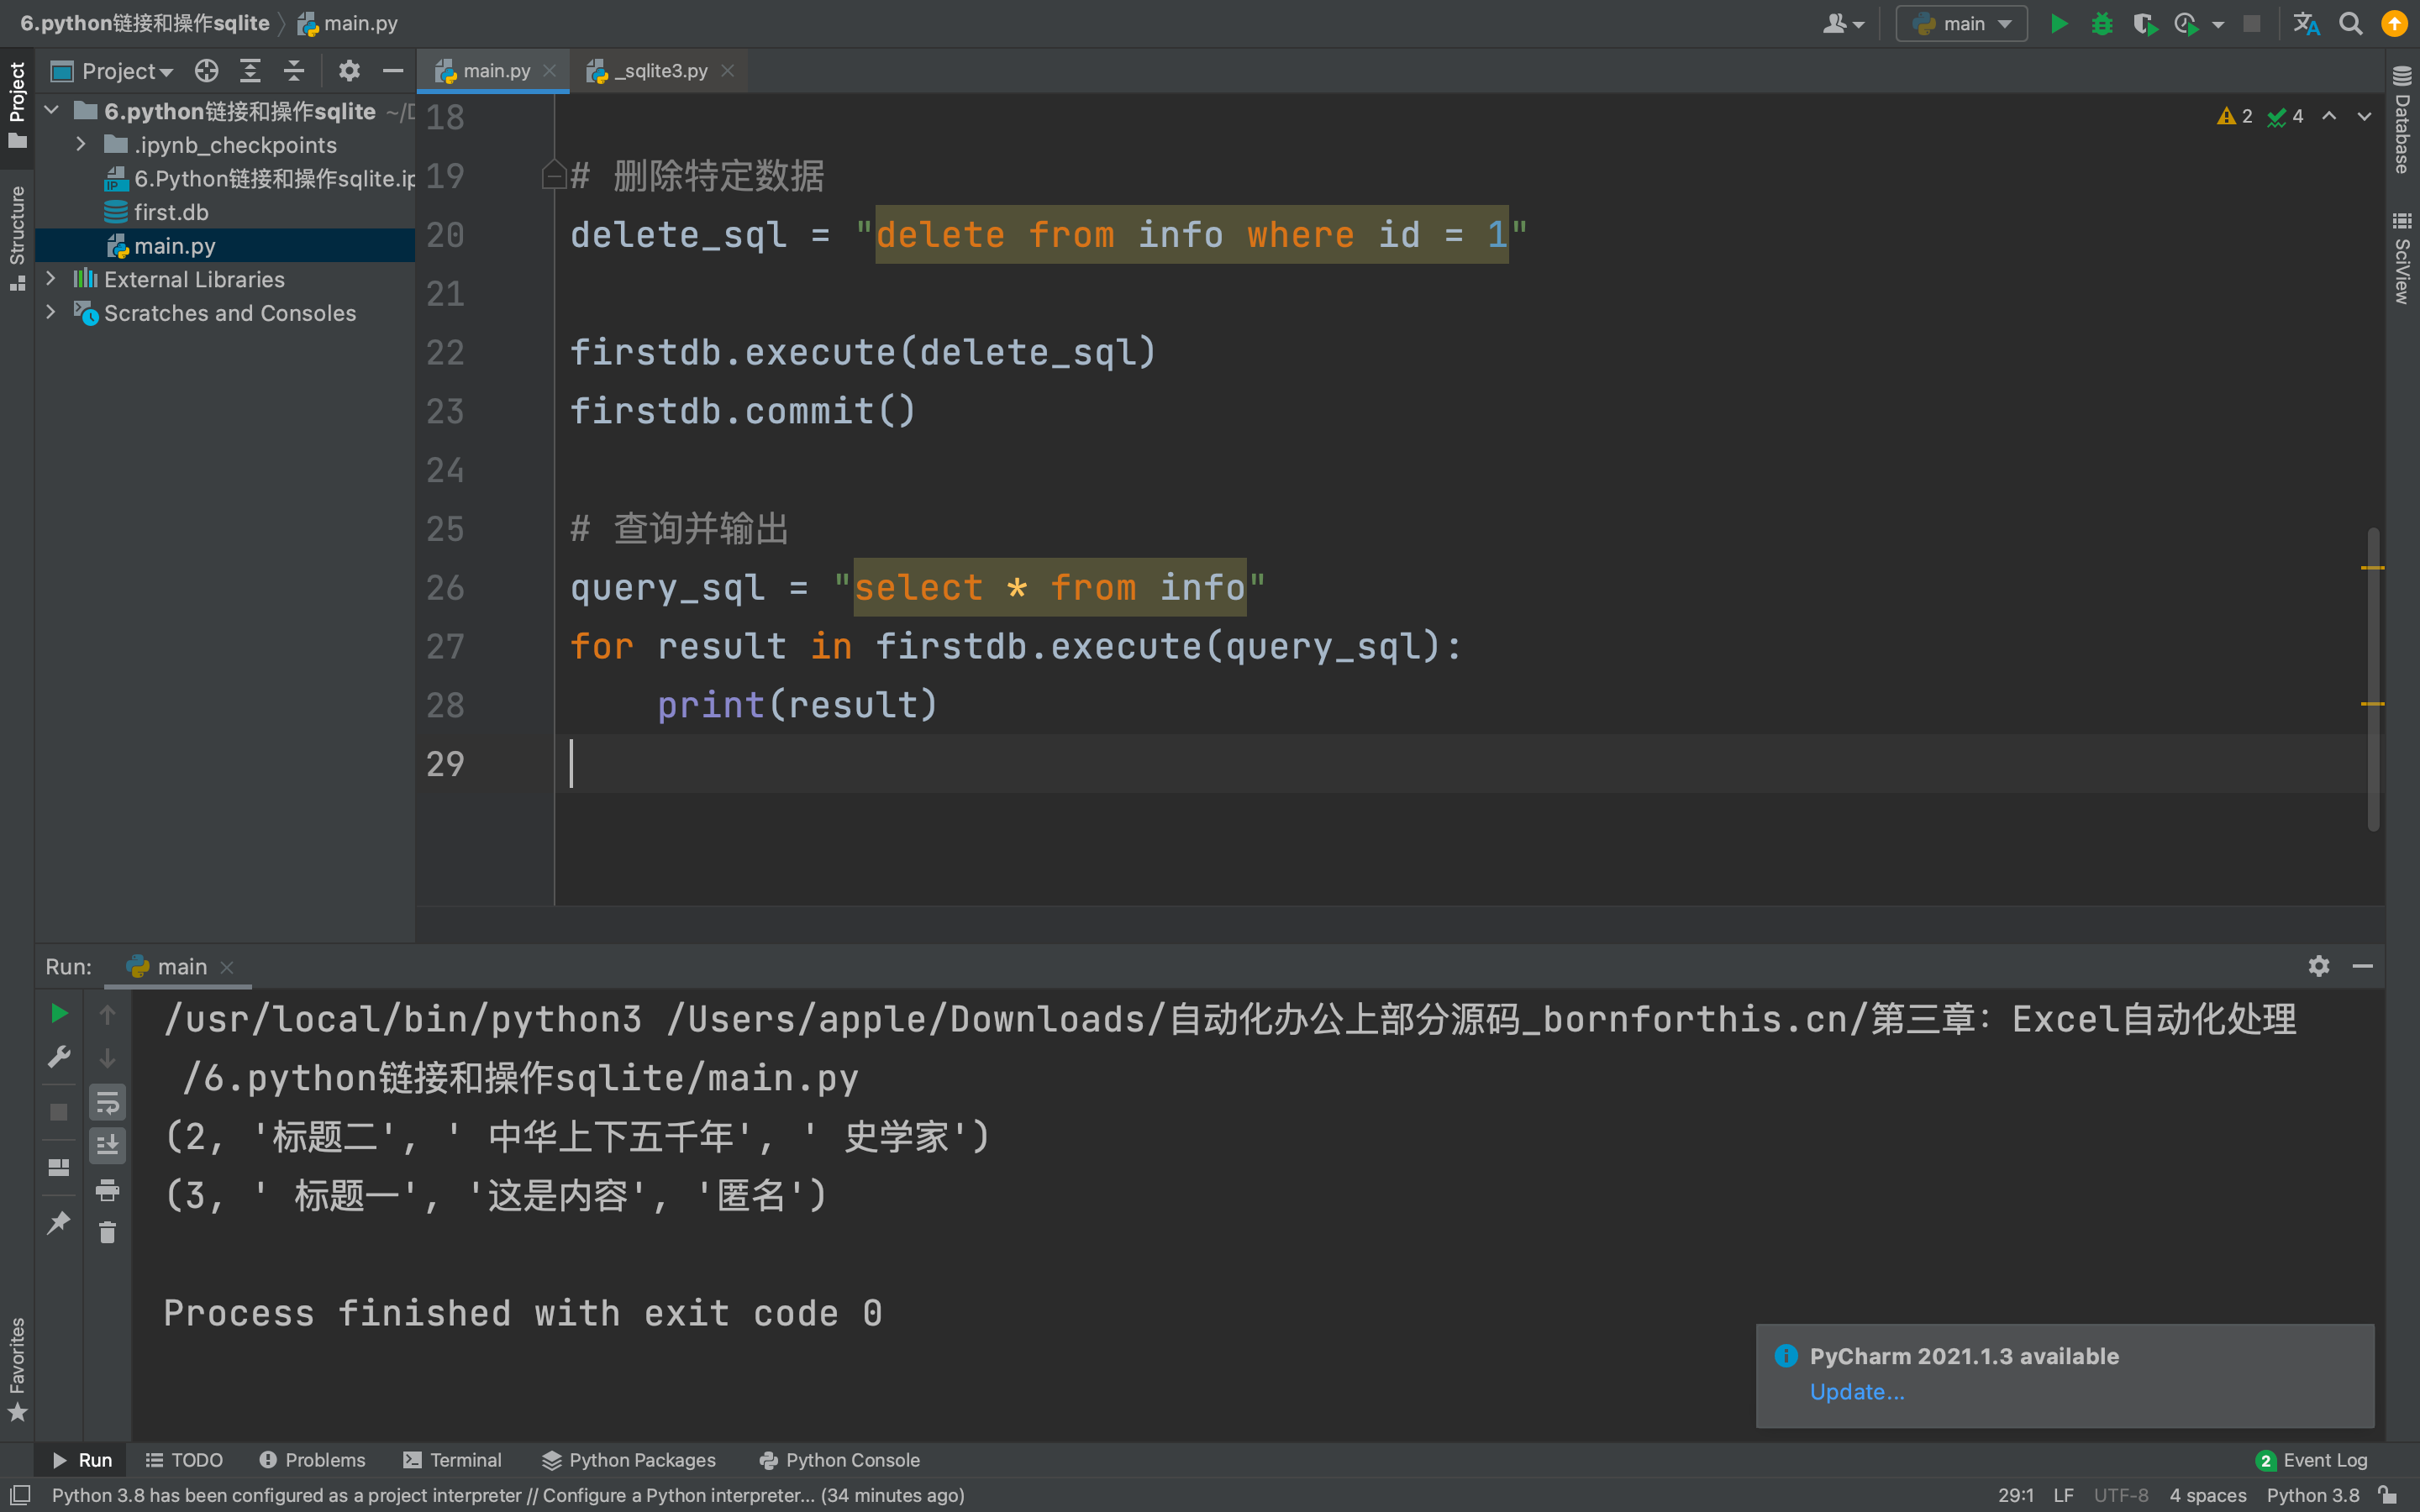 6.python链接和操作sqlite
main.py
main
Project
main.py
_sqlite3.py
Project
Structure
Favorites
6.python链接和操作sqlite ~/D
.ipynb_checkpoints
6.Python链接和操作sqlite.ip
first.db
main.py
External Libraries
Scratches and Consoles
2
4
Database
SciView
18
19 # 删除特定数据
20 delete_sql = "delete from info where id = 1"
21
22 firstdb.execute(delete_sql)
23 firstdb.commit()
24
25 # 查询并输出
26 query_sql = "select * from info"
27 for result in firstdb.execute(query_sql):
28 print(result)
29
Run: main
/usr/local/bin/python3 /Users/apple/Downloads/自动化办公上部分源码_bornforthis.cn/第三章：Excel自动化处理
/6.python链接和操作sqlite/main.py
(2, '标题二', ' 中华上下五千年', ' 史学家')
(3, ' 标题一', '这是内容', '匿名')
Process finished with exit code 0
PyCharm 2021.1.3 available
Update...
Run TODO Problems Terminal Python Packages Python Console
2 Event Log
Python 3.8 has been configured as a project interpreter // Configure a Python interpreter... (34 minutes ago)
29:1 LF UTF-8 4 spaces Python 3.8